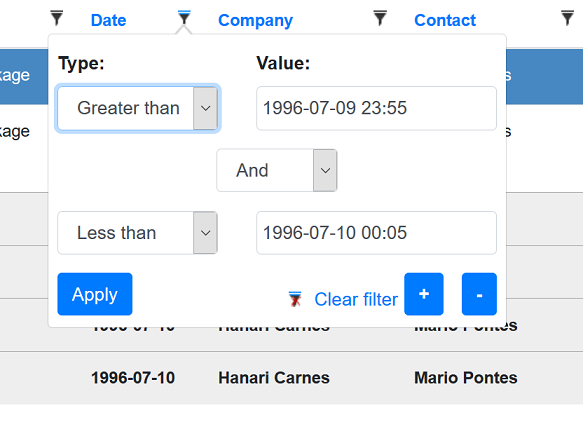 Date Company Contact
Type: Value:
kage s
Greater than 1996-07-09 23:55
kage s
And
Less than 1996-07-10 00:05
Apply Clear filter + -
1996-07-10 Hanari Carnes Mario Pontes
1996-07-10 Hanari Carnes Mario Pontes